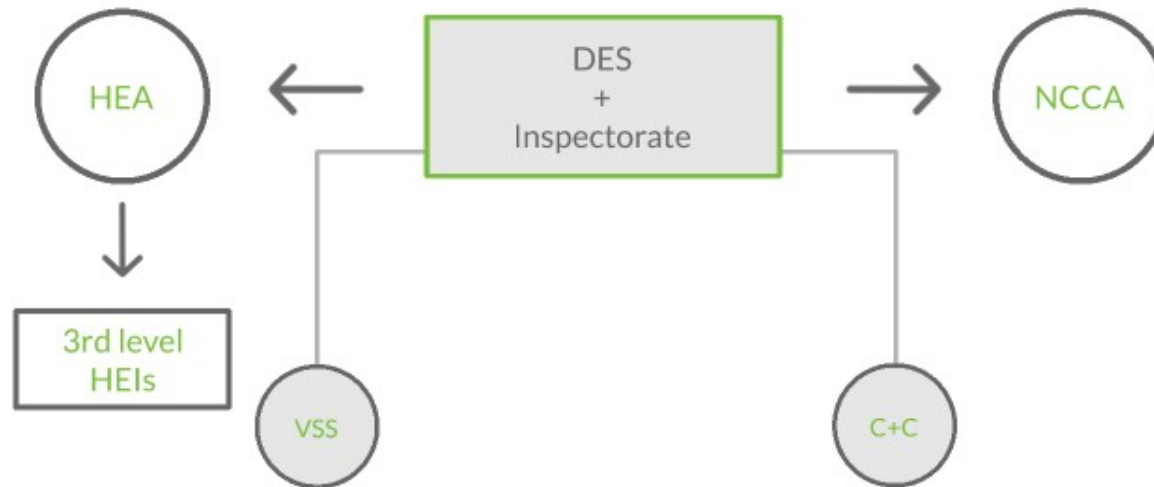 HEA
DES
+
Inspectorate
NCCA
3rd level
HEIs
VSS
C+C